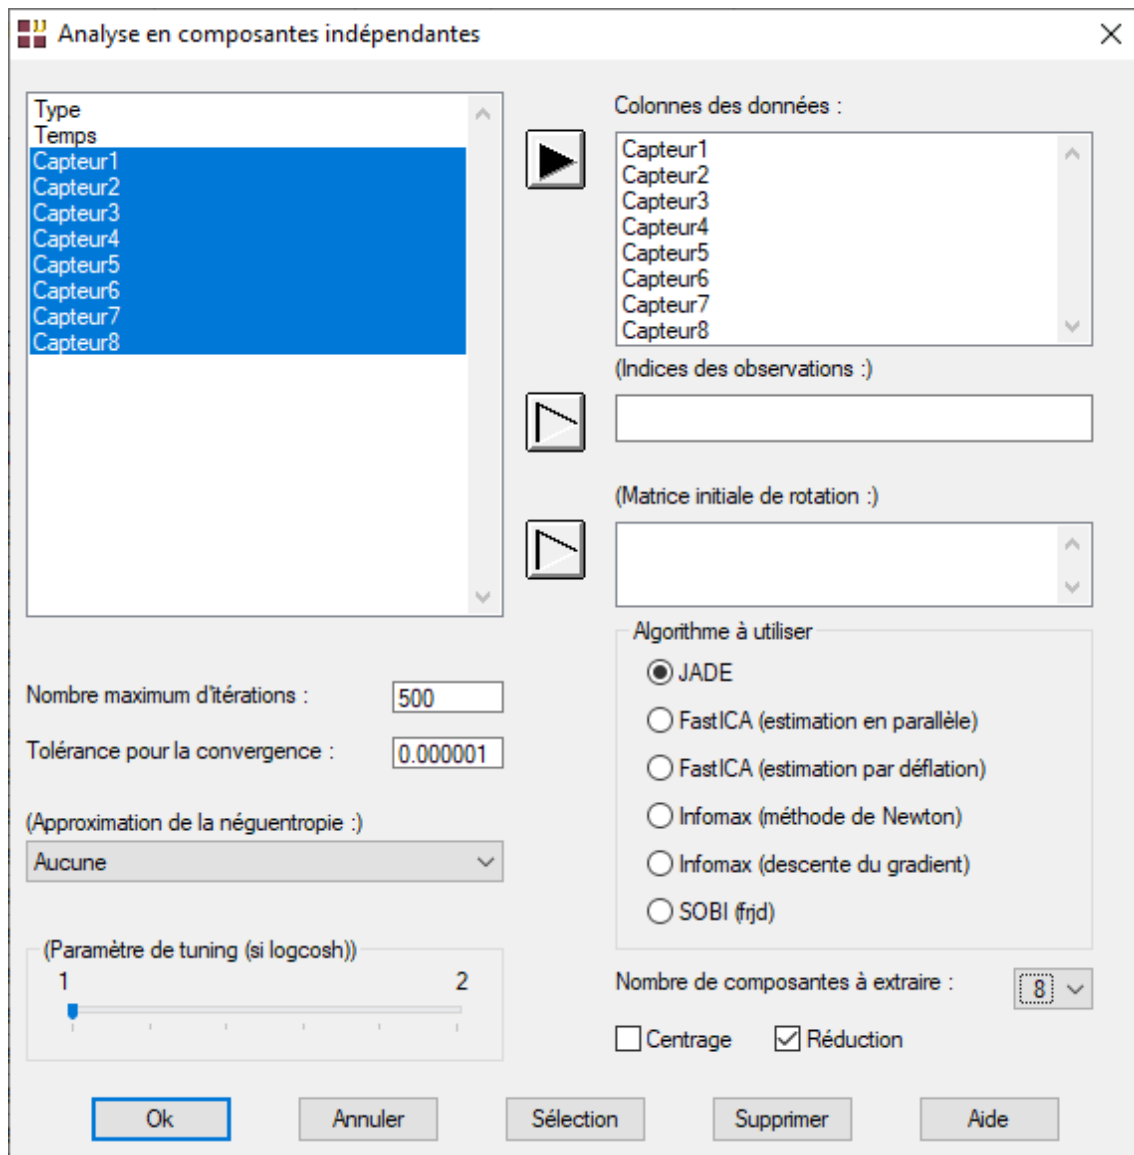 Analyse en composantes indépendantes
Type
Temps
Capteur1
Capteur2
Capteur3
Capteur4
Capteur5
Capteur6
Capteur7
Capteur8
Colonnes des données :
Capteur1
Capteur2
Capteur3
Capteur4
Capteur5
Capteur6
Capteur7
Capteur8
(Indices des observations :)
(Matrice initiale de rotation :)
Algorithme à utiliser
JADE
FastICA (estimation en parallèle)
FastICA (estimation par déflation)
Infomax (méthode de Newton)
Infomax (descente du gradient)
SOBI (frjd)
Nombre maximum d'itérations : 500
Tolérance pour la convergence : 0.000001
(Approximation de la néguentropie :)
Aucune
(Paramètre de tuning (si logcosh))
1 2
Nombre de composantes à extraire : 8
Centrage Réduction
Ok Annuler Sélection Supprimer Aide